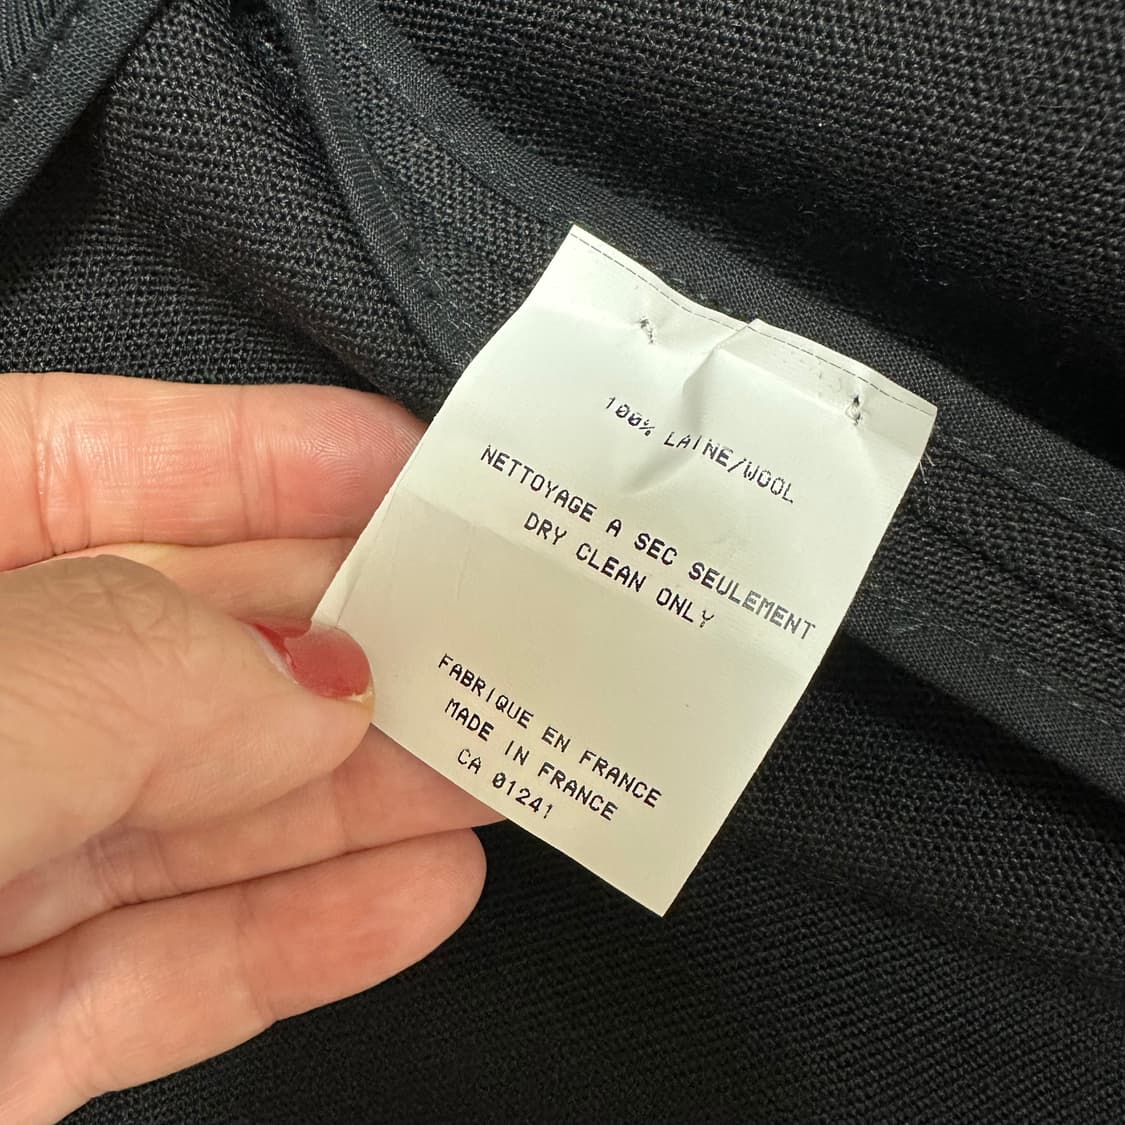 100% LAINE/WOOL
NETTOYAGE A SEC SEULEMENT
DRY CLEAN ONLY
FABRIQUE EN FRANCE
MADE IN FRANCE
CA 01241